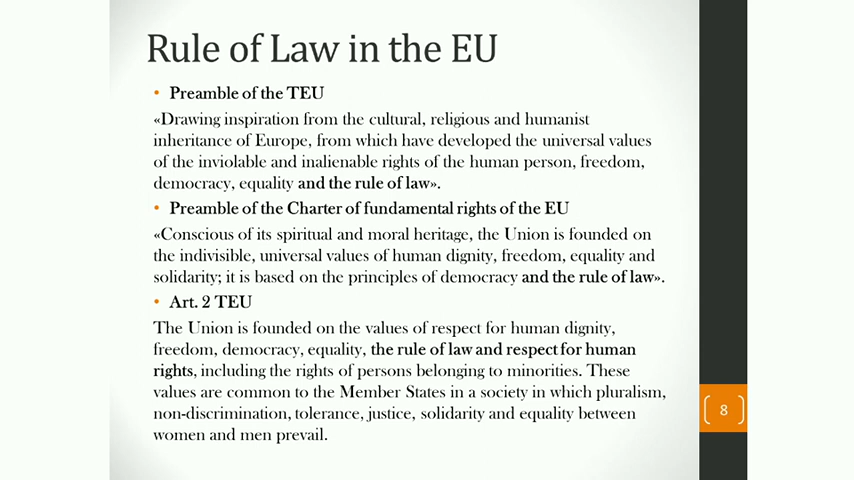 Rule of Law in the EU
• Preamble of the TEU
«Drawing inspiration from the cultural, religious and humanist
inheritance of Europe, from which have developed the universal values
of the inviolable and inalienable rights of the human person, freedom,
democracy, equality and the rule of law».
• Preamble of the Charter of fundamental rights of the EU
«Conscious of its spiritual and moral heritage, the Union is founded on
the indivisible, universal values of human dignity, freedom, equality and
solidarity; it is based on the principles of democracy and the rule of law».
• Art. 2 TEU
The Union is founded on the values of respect for human dignity,
freedom, democracy, equality, the rule of law and respect for human
rights, including the rights of persons belonging to minorities. These
values are common to the Member States in a society in which pluralism,
non-discrimination, tolerance, justice, solidarity and equality between
women and men prevail.
8